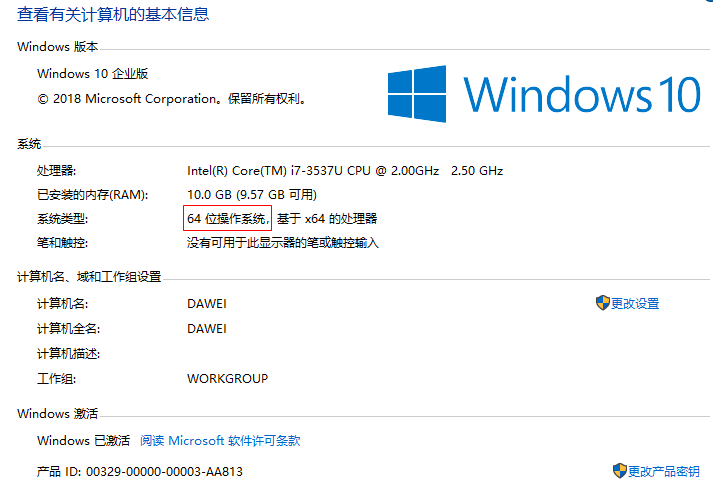 查看有关计算机的基本信息
Windows 版本
Windows 10 企业版
© 2018 Microsoft Corporation。保留所有权利。
Windows 10
系统
处理器: Intel(R) Core(TM) i7-3537U CPU @ 2.00GHz 2.50 GHz
已安装的内存(RAM): 10.0 GB (9.57 GB 可用)
系统类型: 64 位操作系统, 基于 x64 的处理器
笔和触控: 没有可用于此显示器的笔或触控输入
计算机名、域和工作组设置
计算机名: DAWEI 更改设置
计算机全名: DAWEI
计算机描述:
工作组: WORKGROUP
Windows 激活
Windows 已激活 阅读 Microsoft 软件许可条款
产品 ID: 00329-00000-00003-AA813 更改产品密钥